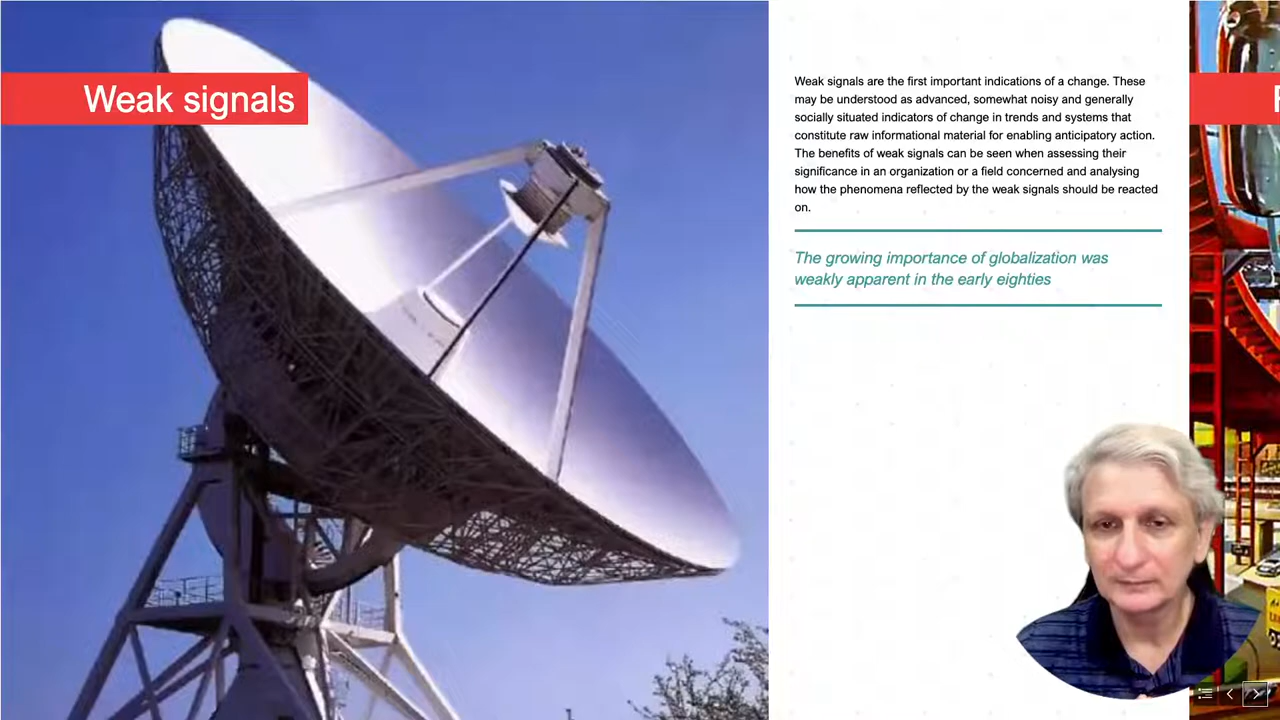 Weak signals
Weak signals are the first important indications of a change. These
may be understood as advanced, somewhat noisy and generally
socially situated indicators of change in trends and systems that
constitute raw informational material for enabling anticipatory action.
The benefits of weak signals can be seen when assessing their
significance in an organization or a field concerned and analysing
how the phenomena reflected by the weak signals should be reacted
on.
The growing importance of globalization was
weakly apparent in the early eighties